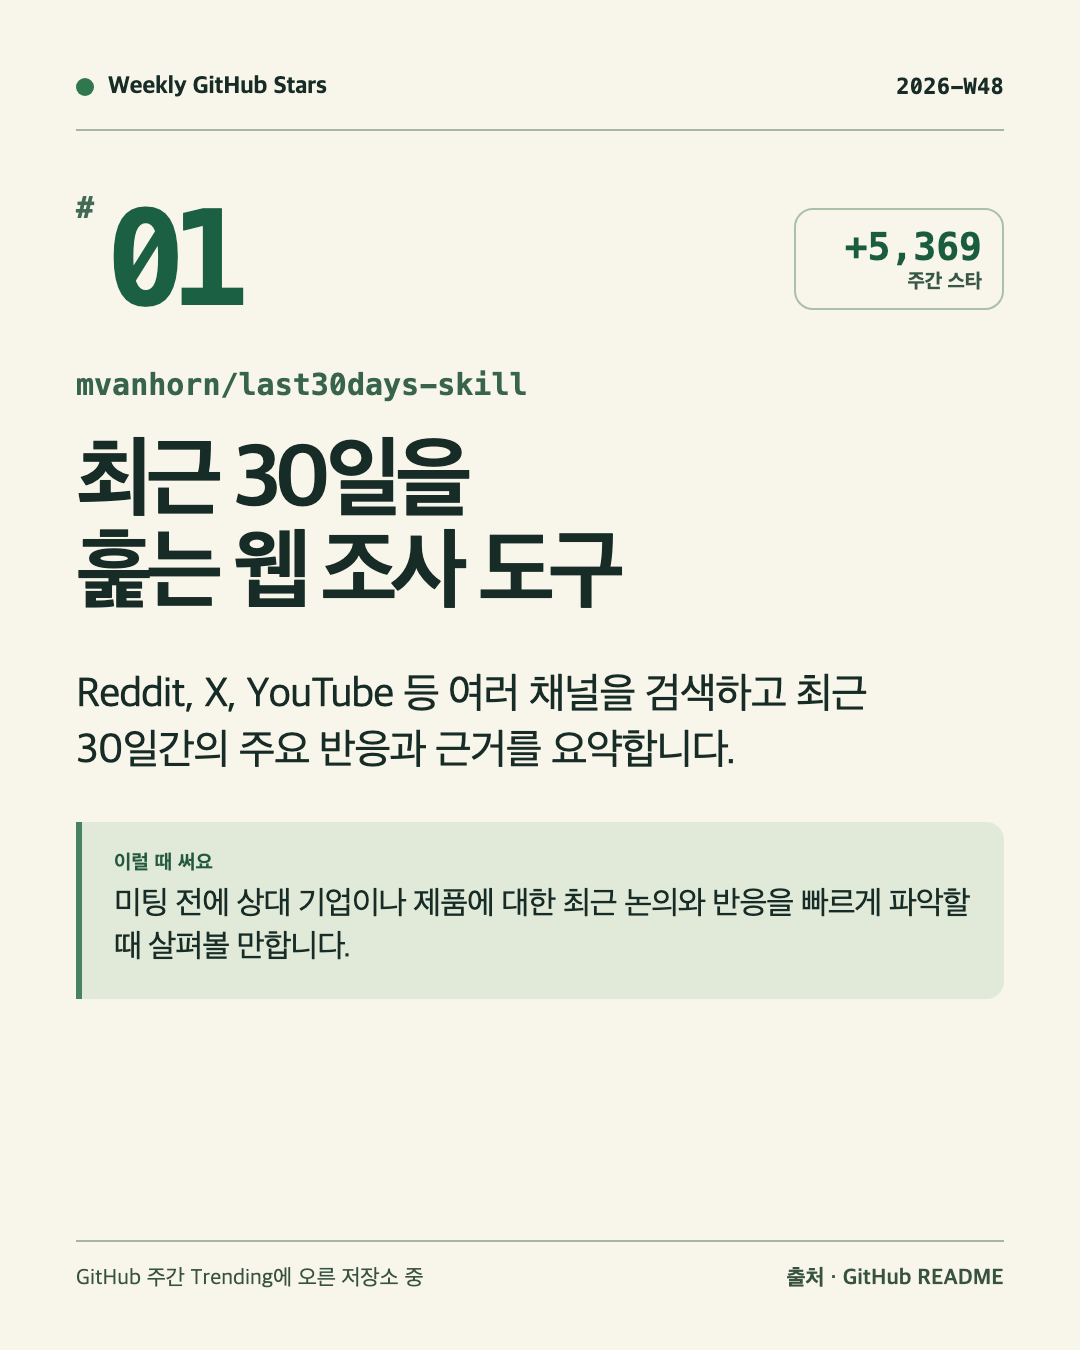 Weekly GitHub Stars
2026-W48
#01
+5,369
주간 스타
mvanhorn/last30days-skill
최근 30일을
훑는 웹 조사 도구
Reddit, X, YouTube 등 여러 채널을 검색하고 최근
30일간의 주요 반응과 근거를 요약합니다.
이럴 때 써요
미팅 전에 상대 기업이나 제품에 대한 최근 논의와 반응을 빠르게 파악할
때 살펴볼 만합니다.
GitHub 주간 Trending에 오른 저장소 중
출처 · GitHub README